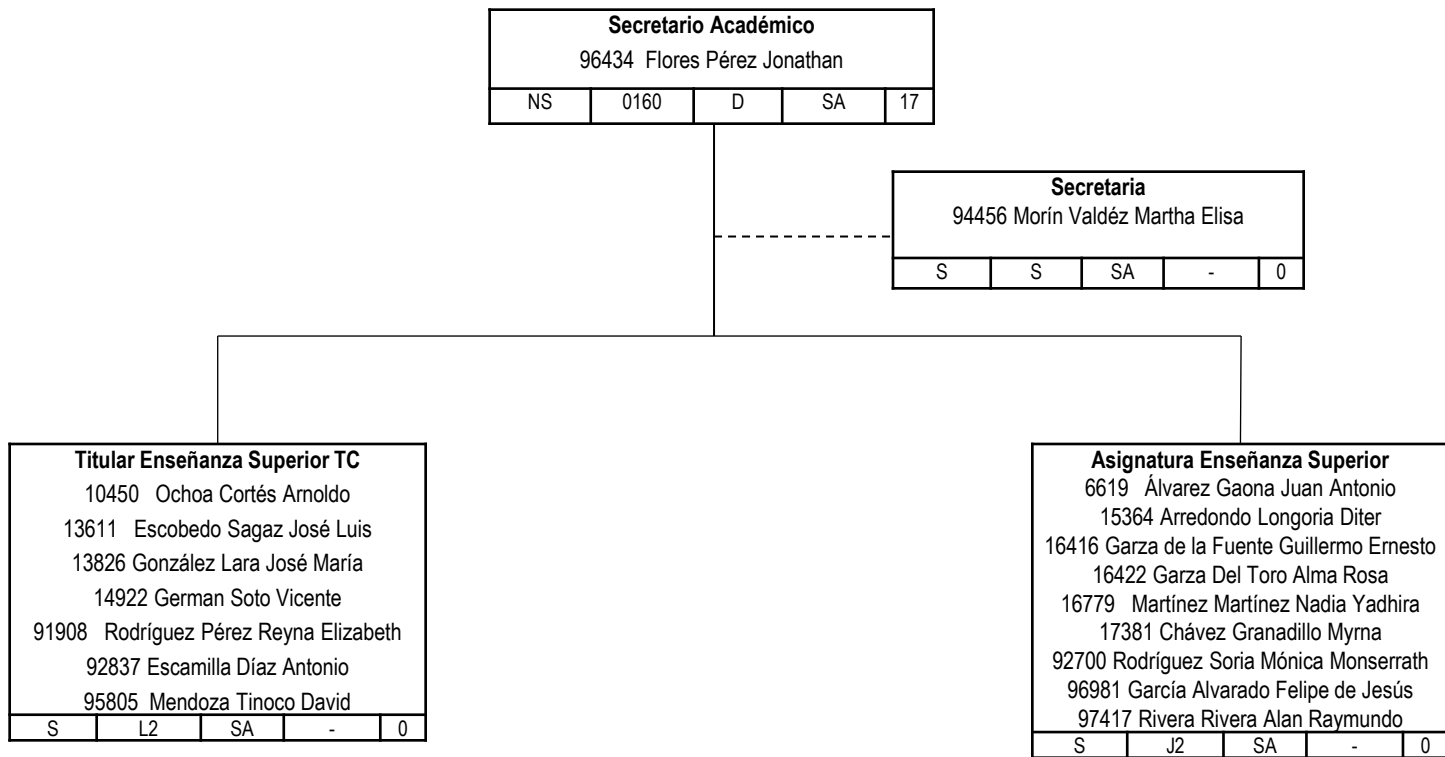 Secretario Académico
96434 Flores Pérez Jonathan
NS 0160 D SA 17
Secretaria
94456 Morín Valdéz Martha Elisa
S S SA - 0
Titular Enseñanza Superior TC
10450 Ochoa Cortés Arnoldo
13611 Escobedo Sagaz José Luis
13826 González Lara José María
14922 German Soto Vicente
91908 Rodríguez Pérez Reyna Elizabeth
92837 Escamilla Díaz Antonio
95805 Mendoza Tinoco David
S L2 SA - 0
Asignatura Enseñanza Superior
6619 Álvarez Gaona Juan Antonio
15364 Arredondo Longoria Diter
16416 Garza de la Fuente Guillermo Ernesto
16422 Garza Del Toro Alma Rosa
16779 Martínez Martínez Nadia Yadhira
17381 Chávez Granadillo Myrna
92700 Rodríguez Soria Mónica Monserrath
96981 García Alvarado Felipe de Jesús
97417 Rivera Rivera Alan Raymundo
S J2 SA - 0